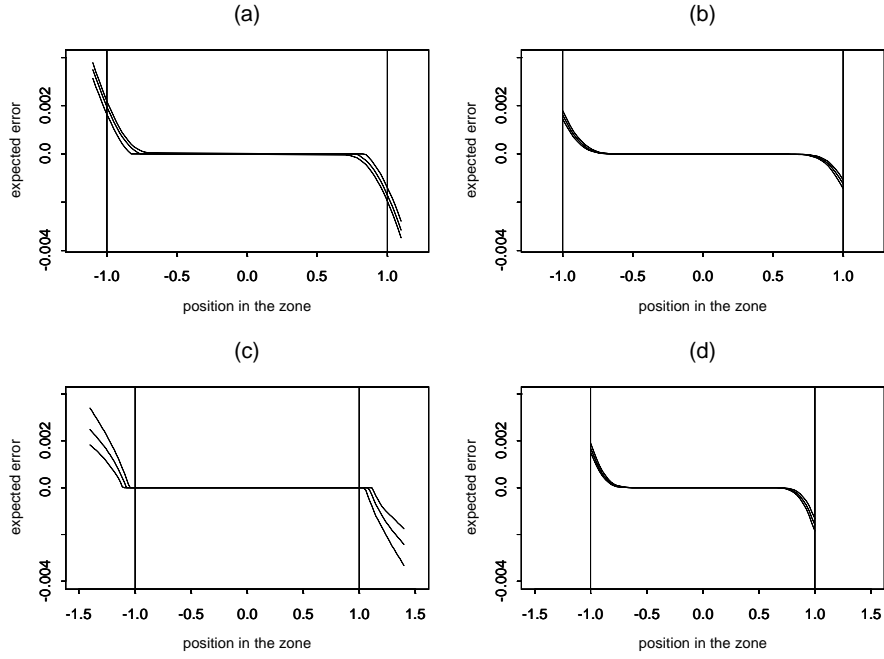 (a)
expected error
0.002
0.0
-0.004
-1.0 -0.5 0.0 0.5 1.0
position in the zone
(b)
expected error
0.002
0.0
-0.004
-1.0 -0.5 0.0 0.5 1.0
position in the zone
(c)
expected error
0.002
0.0
-0.004
-1.5 -1.0 -0.5 0.0 0.5 1.0 1.5
position in the zone
(d)
expected error
0.002
0.0
-0.004
-1.5 -1.0 -0.5 0.0 0.5 1.0 1.5
position in the zone